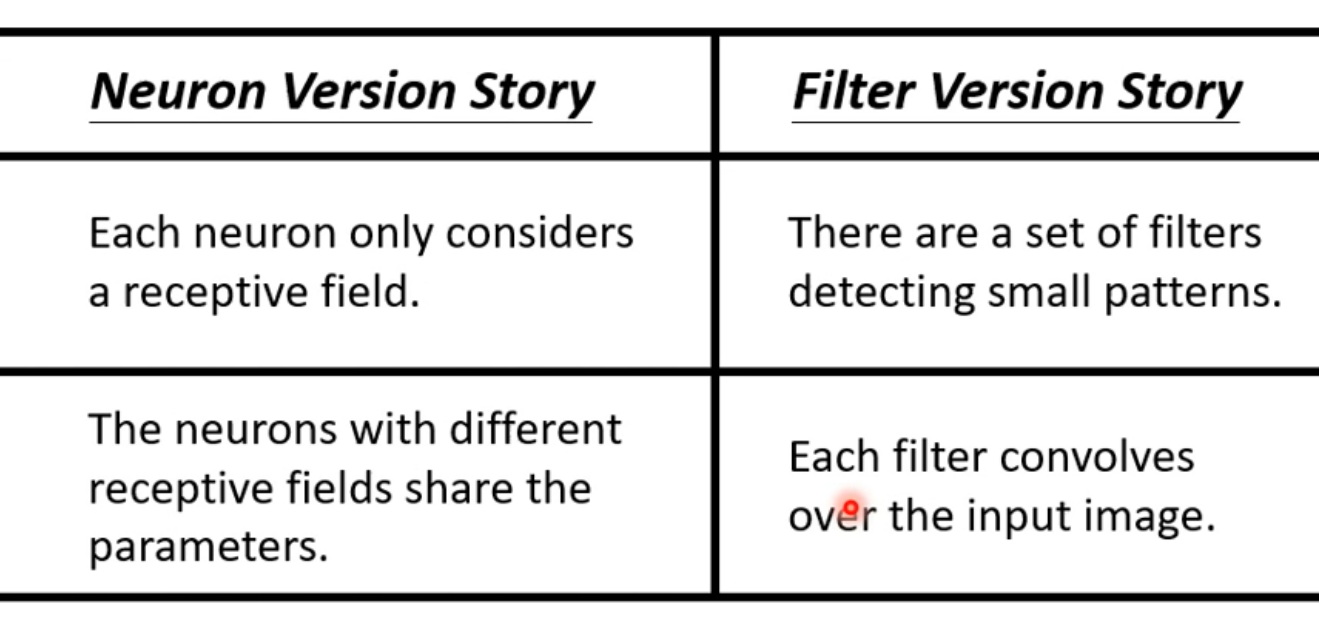 Neuron Version Story
Filter Version Story
Each neuron only considers
a receptive field.
There are a set of filters
detecting small patterns.
The neurons with different
receptive fields share the
parameters.
Each filter convolves
over the input image.